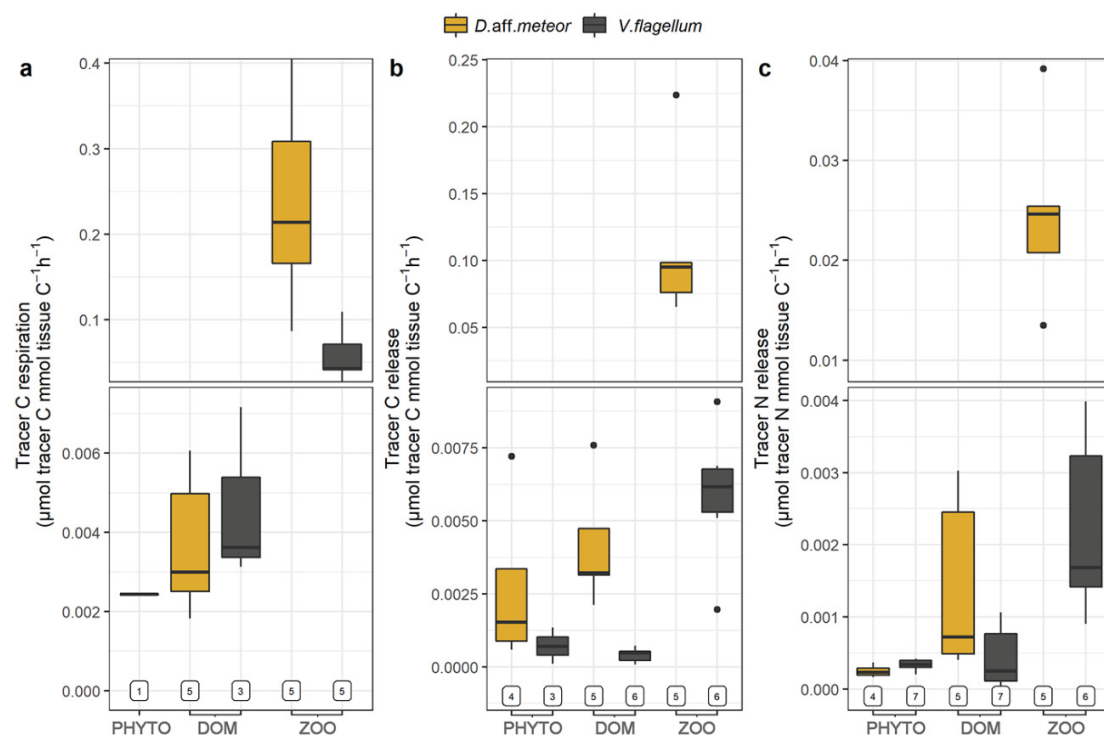 D.aff.meteor V.flagellum
a
b
c
Tracer C respiration
(µmol tracer C mmol tissue C⁻¹h⁻¹)
0.4
0.3
0.2
0.1
0.006
0.004
0.002
0.000
1 5 3 5 5
PHYTO DOM ZOO
Tracer C release
(µmol tracer C mmol tissue C⁻¹h⁻¹)
0.25
0.20
0.15
0.10
0.05
0.0075
0.0050
0.0025
0.0000
4 3 5 6 5 6
PHYTO DOM ZOO
Tracer N release
(µmol tracer N mmol tissue C⁻¹h⁻¹)
0.04
0.03
0.02
0.01
0.004
0.003
0.002
0.001
0.000
4 7 5 7 5 6
PHYTO DOM ZOO